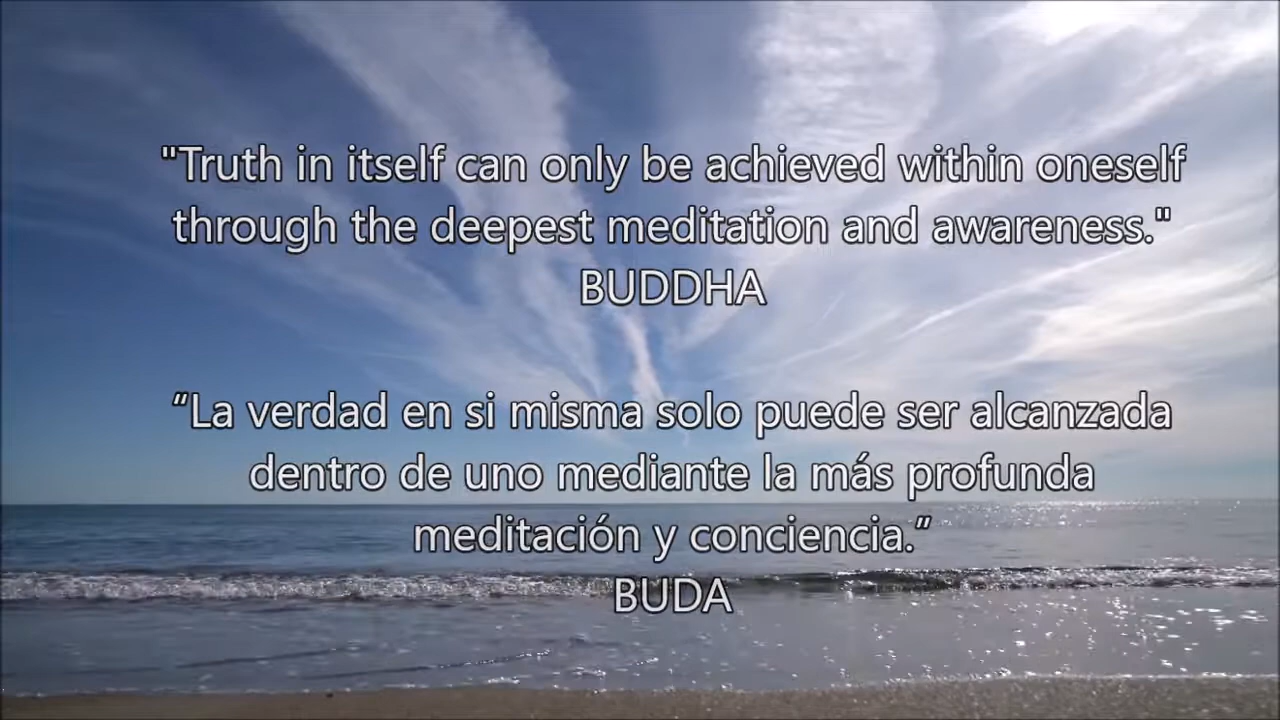 "Truth in itself can only be achieved within oneself
through the deepest meditation and awareness."
BUDDHA
“La verdad en si misma solo puede ser alcanzada
dentro de uno mediante la más profunda
meditación y conciencia.”
BUDA